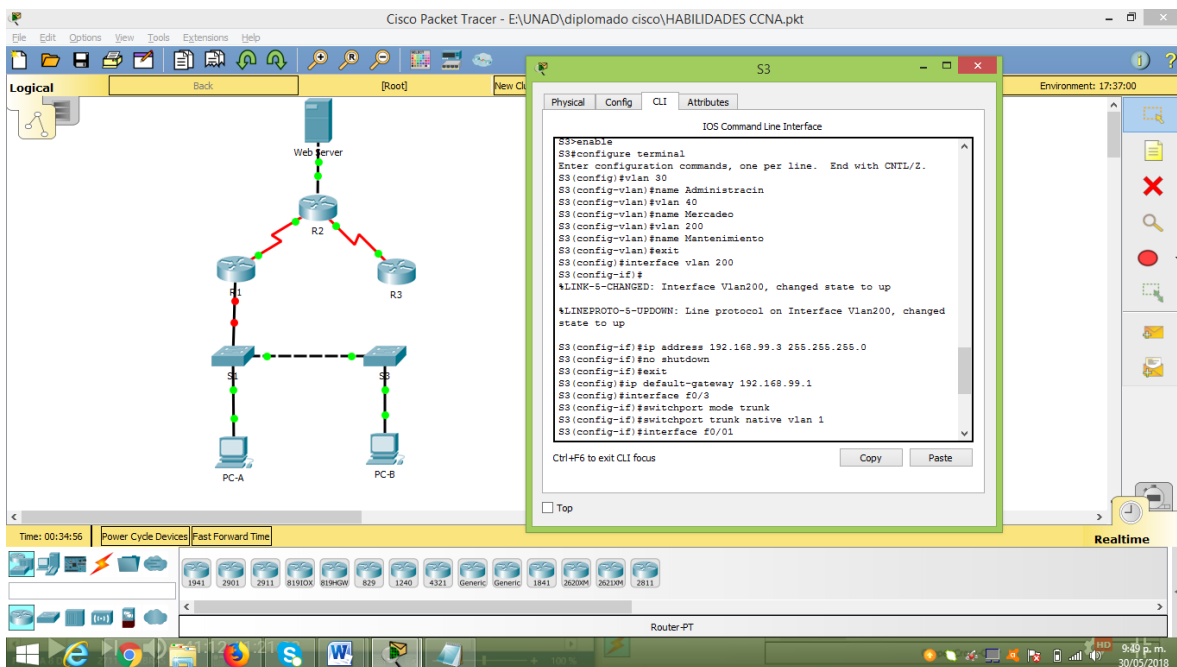 Cisco Packet Tracer - E:\UNAD\diplomado cisco\HABILIDADES CCNA.pkt
File Edit Options View Tools Extensions Help
Logical
Back
[Root]
New Clu
Environment: 17:37:00
Web Server
R2
R1
R3
S1
S3
PC-A
PC-B
S3
Physical Config CLI Attributes
IOS Command Line Interface
S3>enable
S3#configure terminal
Enter configuration commands, one per line. End with CNTL/Z.
S3(config)#vlan 30
S3(config-vlan)#name Administracin
S3(config-vlan)#vlan 40
S3(config-vlan)#name Mercadeo
S3(config-vlan)#vlan 200
S3(config-vlan)#name Mantenimiento
S3(config-vlan)#exit
S3(config)#interface vlan 200
S3(config-if)#
%LINK-5-CHANGED: Interface Vlan200, changed state to up
%LINEPROTO-5-UPDOWN: Line protocol on Interface Vlan200, changed
state to up
S3(config-if)#ip address 192.168.99.3 255.255.255.0
S3(config-if)#no shutdown
S3(config-if)#exit
S3(config)#ip default-gateway 192.168.99.1
S3(config)#interface f0/3
S3(config-if)#switchport mode trunk
S3(config-if)#switchport trunk native vlan 1
S3(config-if)#interface f0/01
Ctrl+F6 to exit CLI focus
Copy
Paste
Top
Time: 00:34:56
Power Cycle Devices
Fast Forward Time
Realtime
1941 2901 2911 819IOX 819HGW 829 1240 4321 Generic Generic 1841 2620XM 2621XM 2811
Router-PT
100 %
HD
9:49 p. m.
30/05/2018